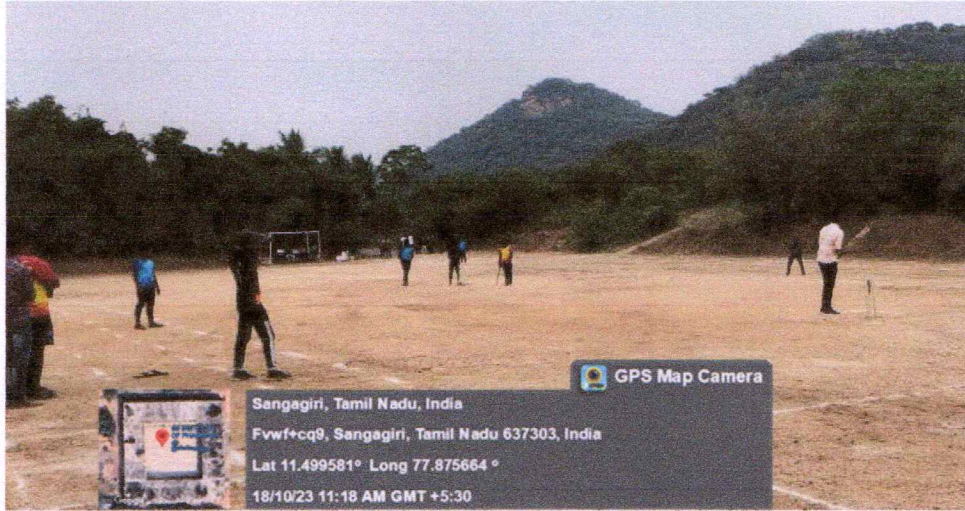 GPS Map Camera
Sangagiri, Tamil Nadu, India
Fvwf+cq9, Sangagiri, Tamil Nadu 637303, India
Lat 11.499581° Long 77.875664 °
18/10/23 11:18 AM GMT +5:30
Google